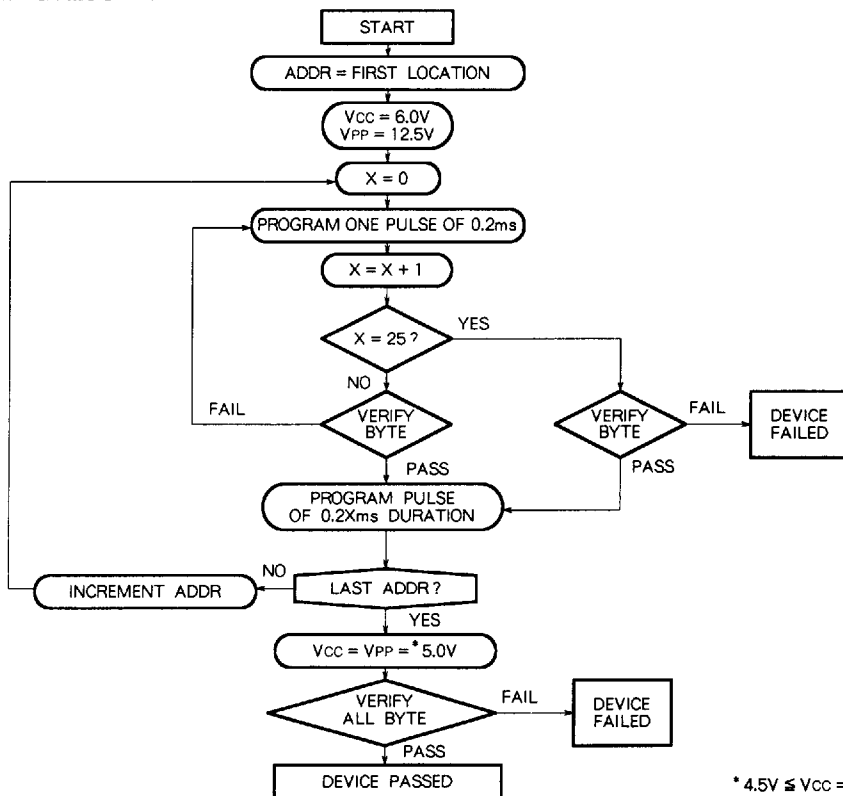 START
ADDR = FIRST LOCATION
VCC = 6.0V
VPP = 12.5V
X = 0
PROGRAM ONE PULSE OF 0.2ms
X = X + 1
X = 25?
YES
NO
FAIL
VERIFY
BYTE
PASS
VERIFY
BYTE
FAIL
PASS
DEVICE
FAILED
PROGRAM PULSE
OF 0.2Xms DURATION
LAST ADDR?
NO
INCREMENT ADDR
YES
VCC = VPP = *5.0V
VERIFY
ALL BYTE
FAIL
DEVICE
FAILED
PASS
DEVICE PASSED
*4.5V ≦ VCC =